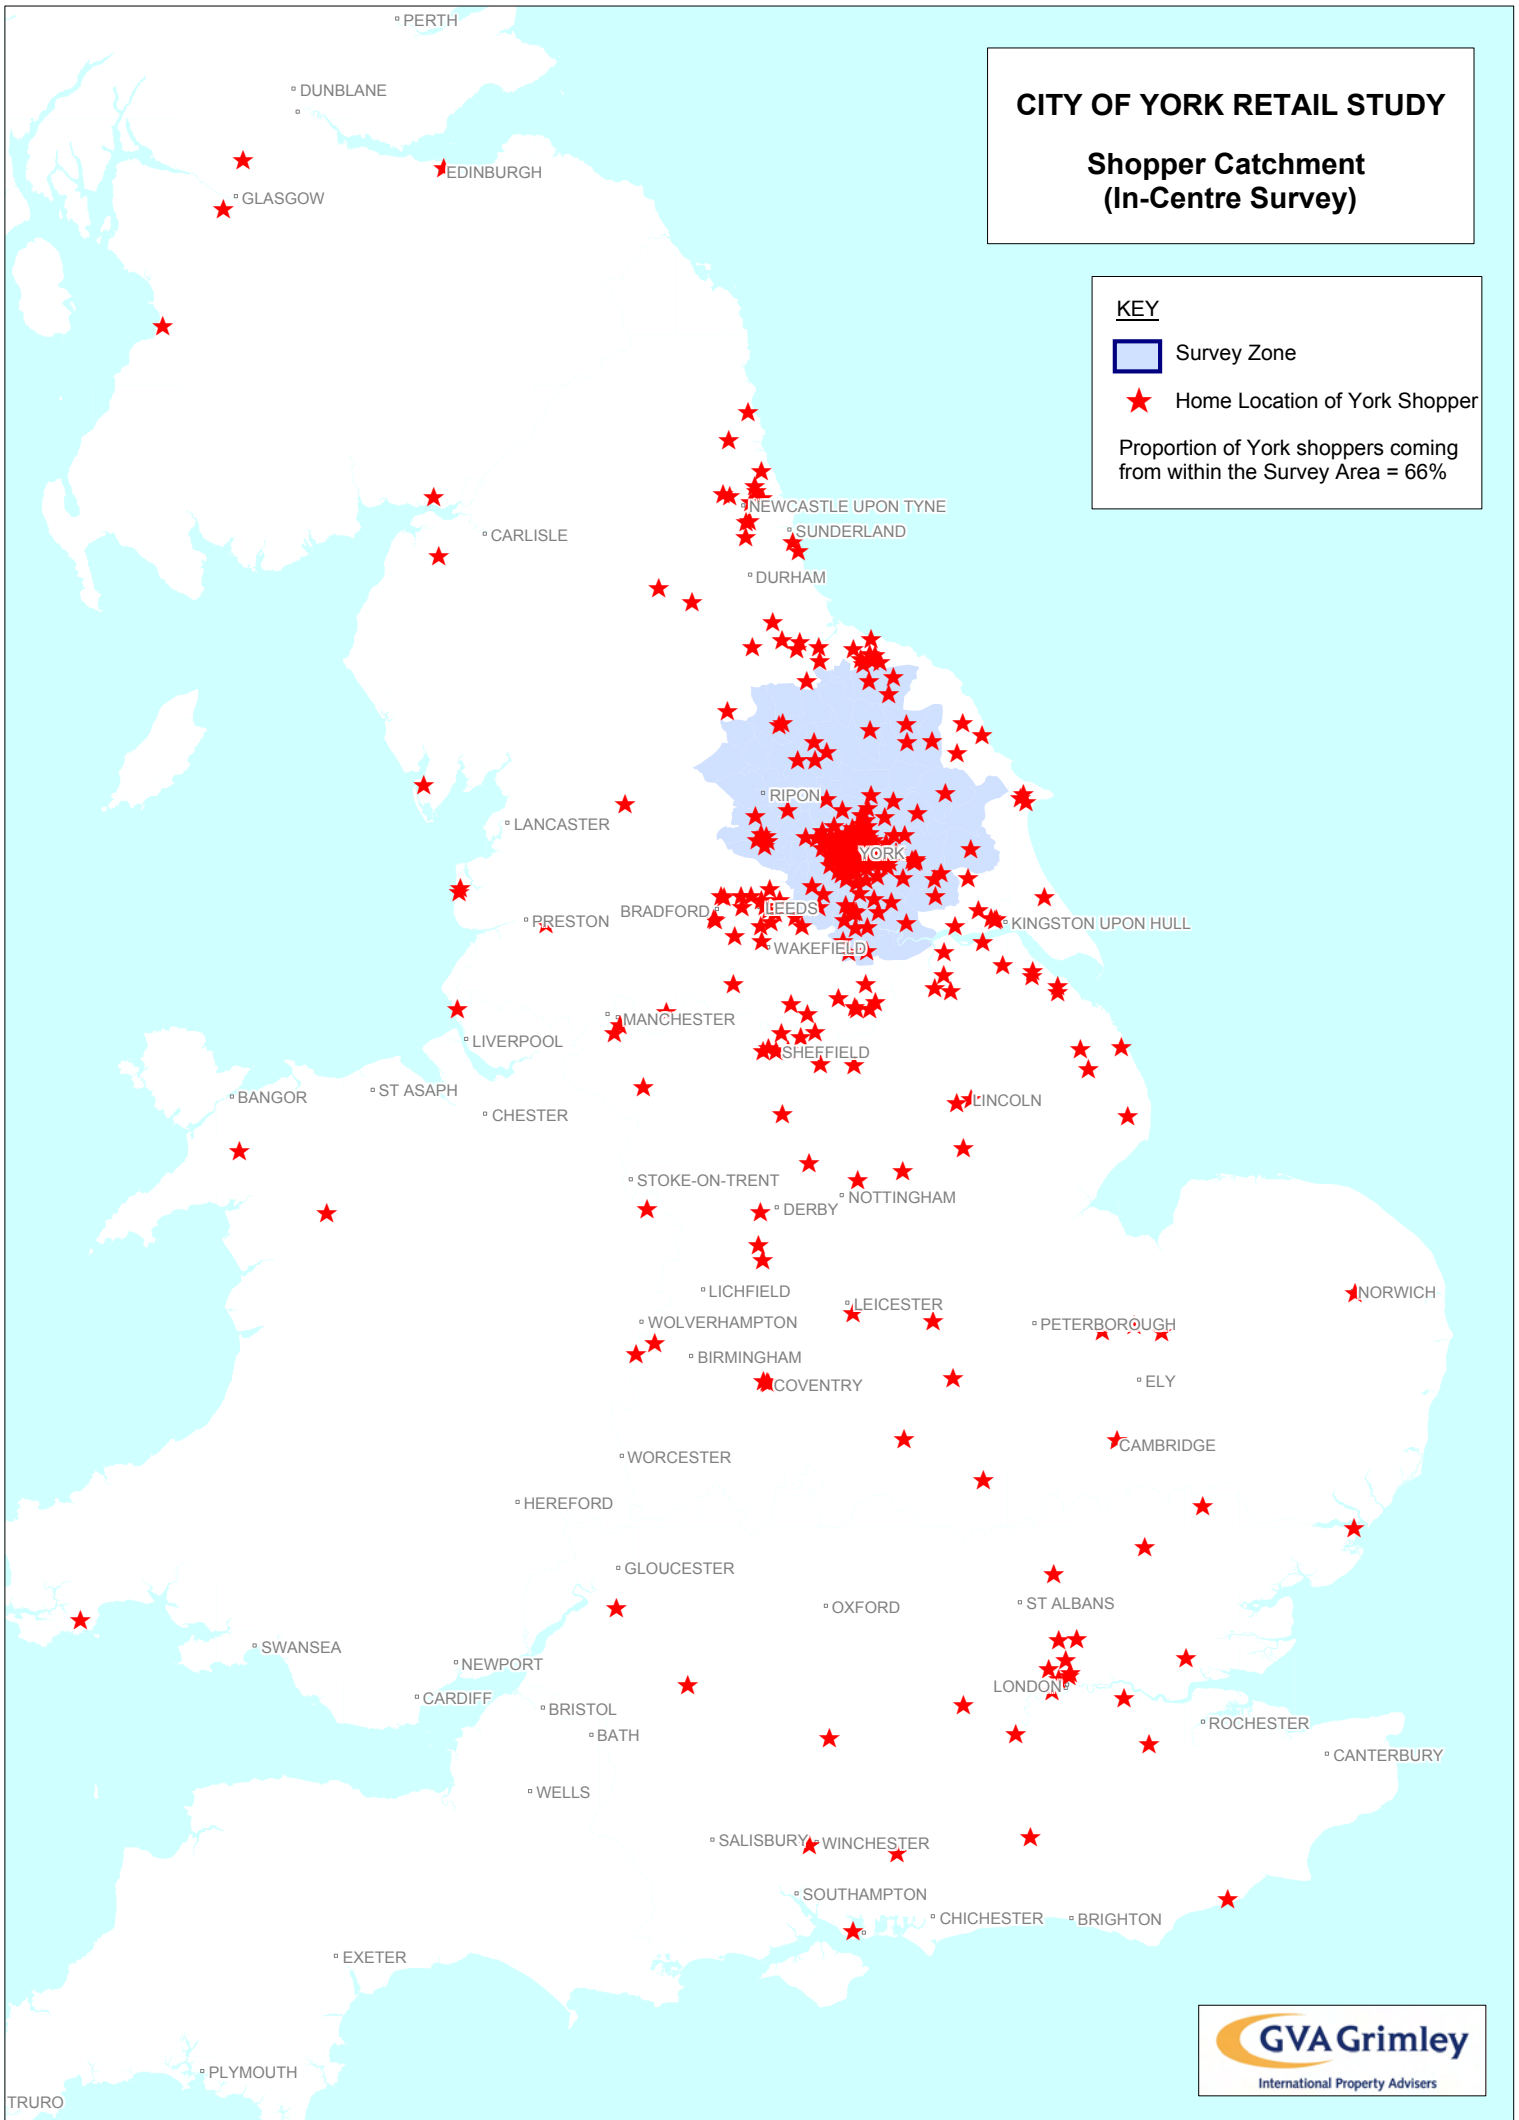 PERTH
DUNBLANE
CITY OF YORK RETAIL STUDY
Shopper Catchment
(In-Centre Survey)
EDINBURGH
GLASGOW
KEY
Survey Zone
Home Location of York Shopper
Proportion of York shoppers coming
from within the Survey Area = 66%
NEWCASTLE UPON TYNE
SUNDERLAND
CARLISLE
DURHAM
RIPON
LANCASTER
YORK
BRADFORD
LEEDS
PRESTON
KINGSTON UPON HULL
WAKEFIELD
MANCHESTER
LIVERPOOL
SHEFFIELD
ST ASAPH
BANGOR
LINCOLN
CHESTER
STOKE-ON-TRENT
NOTTINGHAM
DERBY
LICHFIELD
NORWICH
LEICESTER
WOLVERHAMPTON
PETERBOROUGH
BIRMINGHAM
ELY
COVENTRY
CAMBRIDGE
WORCESTER
HEREFORD
GLOUCESTER
ST ALBANS
OXFORD
SWANSEA
NEWPORT
LONDON
CARDIFF
BRISTOL
ROCHESTER
BATH
CANTERBURY
WELLS
SALISBURY
WINCHESTER
SOUTHAMPTON
CHICHESTER
BRIGHTON
EXETER
GVA Grimley
International Property Advisers
PLYMOUTH
TRURO